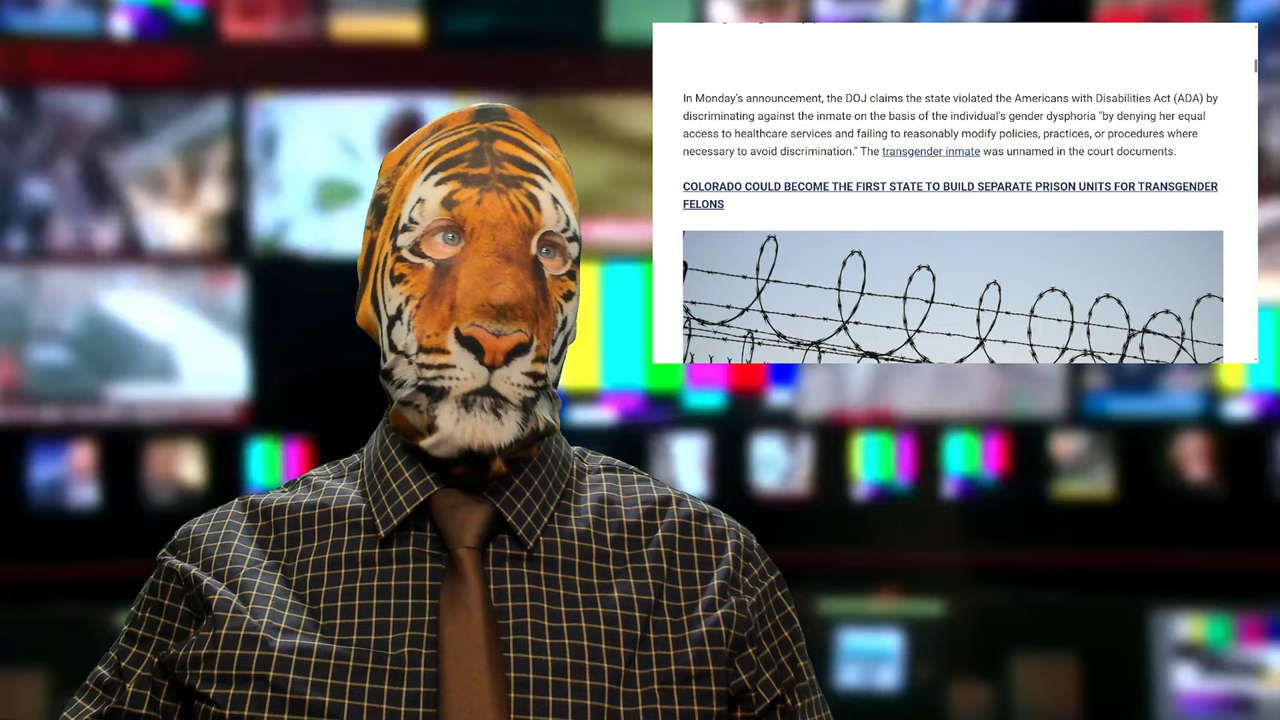 In Monday's announcement, the DOJ claims the state violated the Americans with Disabilities Act (ADA) by
discriminating against the inmate on the basis of the individual's gender dysphoria "by denying her equal
access to healthcare services and failing to reasonably modify policies, practices, or procedures where
necessary to avoid discrimination." The transgender inmate was unnamed in the court documents.
COLORADO COULD BECOME THE FIRST STATE TO BUILD SEPARATE PRISON UNITS FOR TRANSGENDER
FELONS